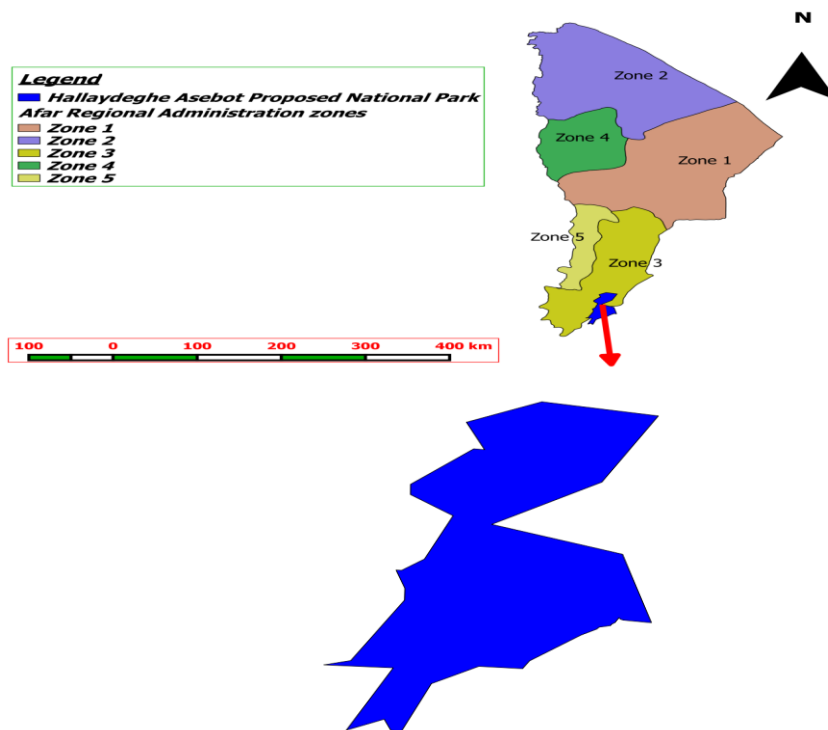 N
Legend
Hallaydeghe Asebot Proposed National Park
Afar Regional Administration zones
Zone 1
Zone 2
Zone 3
Zone 4
Zone 5
Zone 2
Zone 4
Zone 1
Zone 5
Zone 3
100 0 100 200 300 400 km